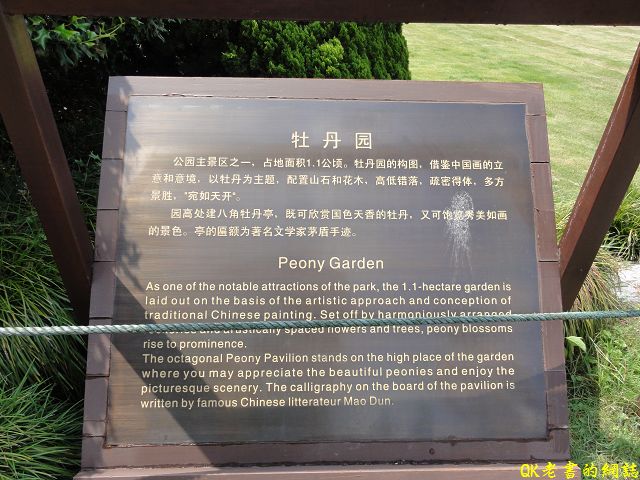 牡丹园
公园主景区之一，占地面积1.1公顷。牡丹园的构图，借鉴中国画的立
意和意境，以牡丹为主题，配置山石和花木，高低错落，疏密得体，多方
景胜，"宛如天开"。
园高处建八角牡丹亭，既可欣赏国色天香的牡丹，又可饱览秀美如画
的景色。亭的匾额为著名文学家茅盾手迹。
Peony Garden
As one of the notable attractions of the park, the 1.1-hectare garden is
laid out on the basis of the artistic approach and conception of
traditional Chinese painting. Set off by harmoniously arranged
spaced flowers and trees, peony blossoms
rise to prominence.
The octagonal Peony Pavilion stands on the high place of the garden
where you may appreciate the beautiful peonies and enjoy the
picturesque scenery. The calligraphy on the board of the pavilion is
written by famous Chinese litterateur Mao Dun.
QK老書的網誌